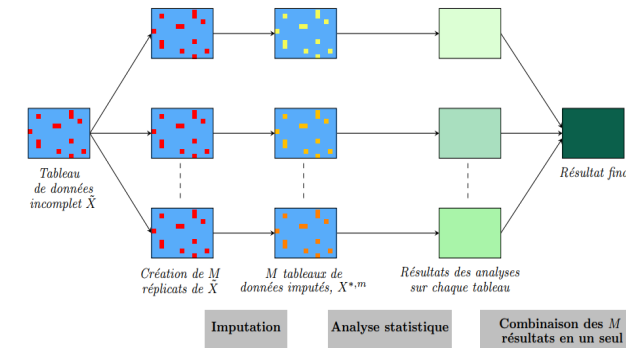 Tableau
de données
incomplet X̃
Résultat fin
Création de M
réplicats de X̃
M tableaux de
données imputés, X*,m
Résultats des analyses
sur chaque tableau
Imputation
Analyse statistique
Combinaison des M
résultats en un seul